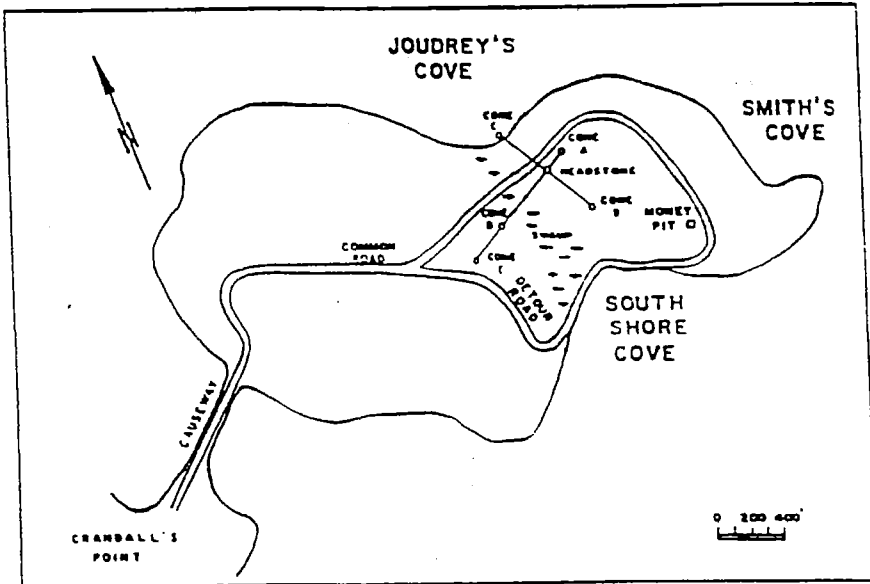 JOUDREY'S
COVE
SMITH'S
COVE
N
CONE
C
CONE
A
HEADSTONE
CONE
D
MONEY
PIT
CONE
B
SWAMP
COMMON
ROAD
CONE
E
DETOUR
ROAD
SOUTH
SHORE
COVE
CAUSEWAY
CRANDALL'S
POINT
0 200 400'